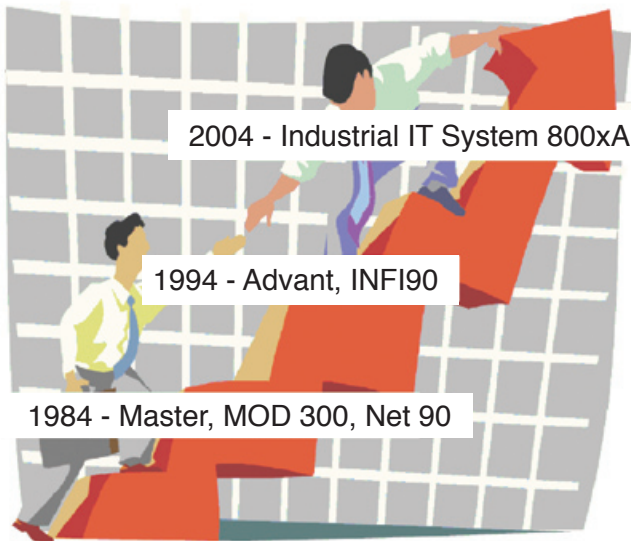 2004 - Industrial IT System 800xA
1994 - Advant, INFI90
1984 - Master, MOD 300, Net 90